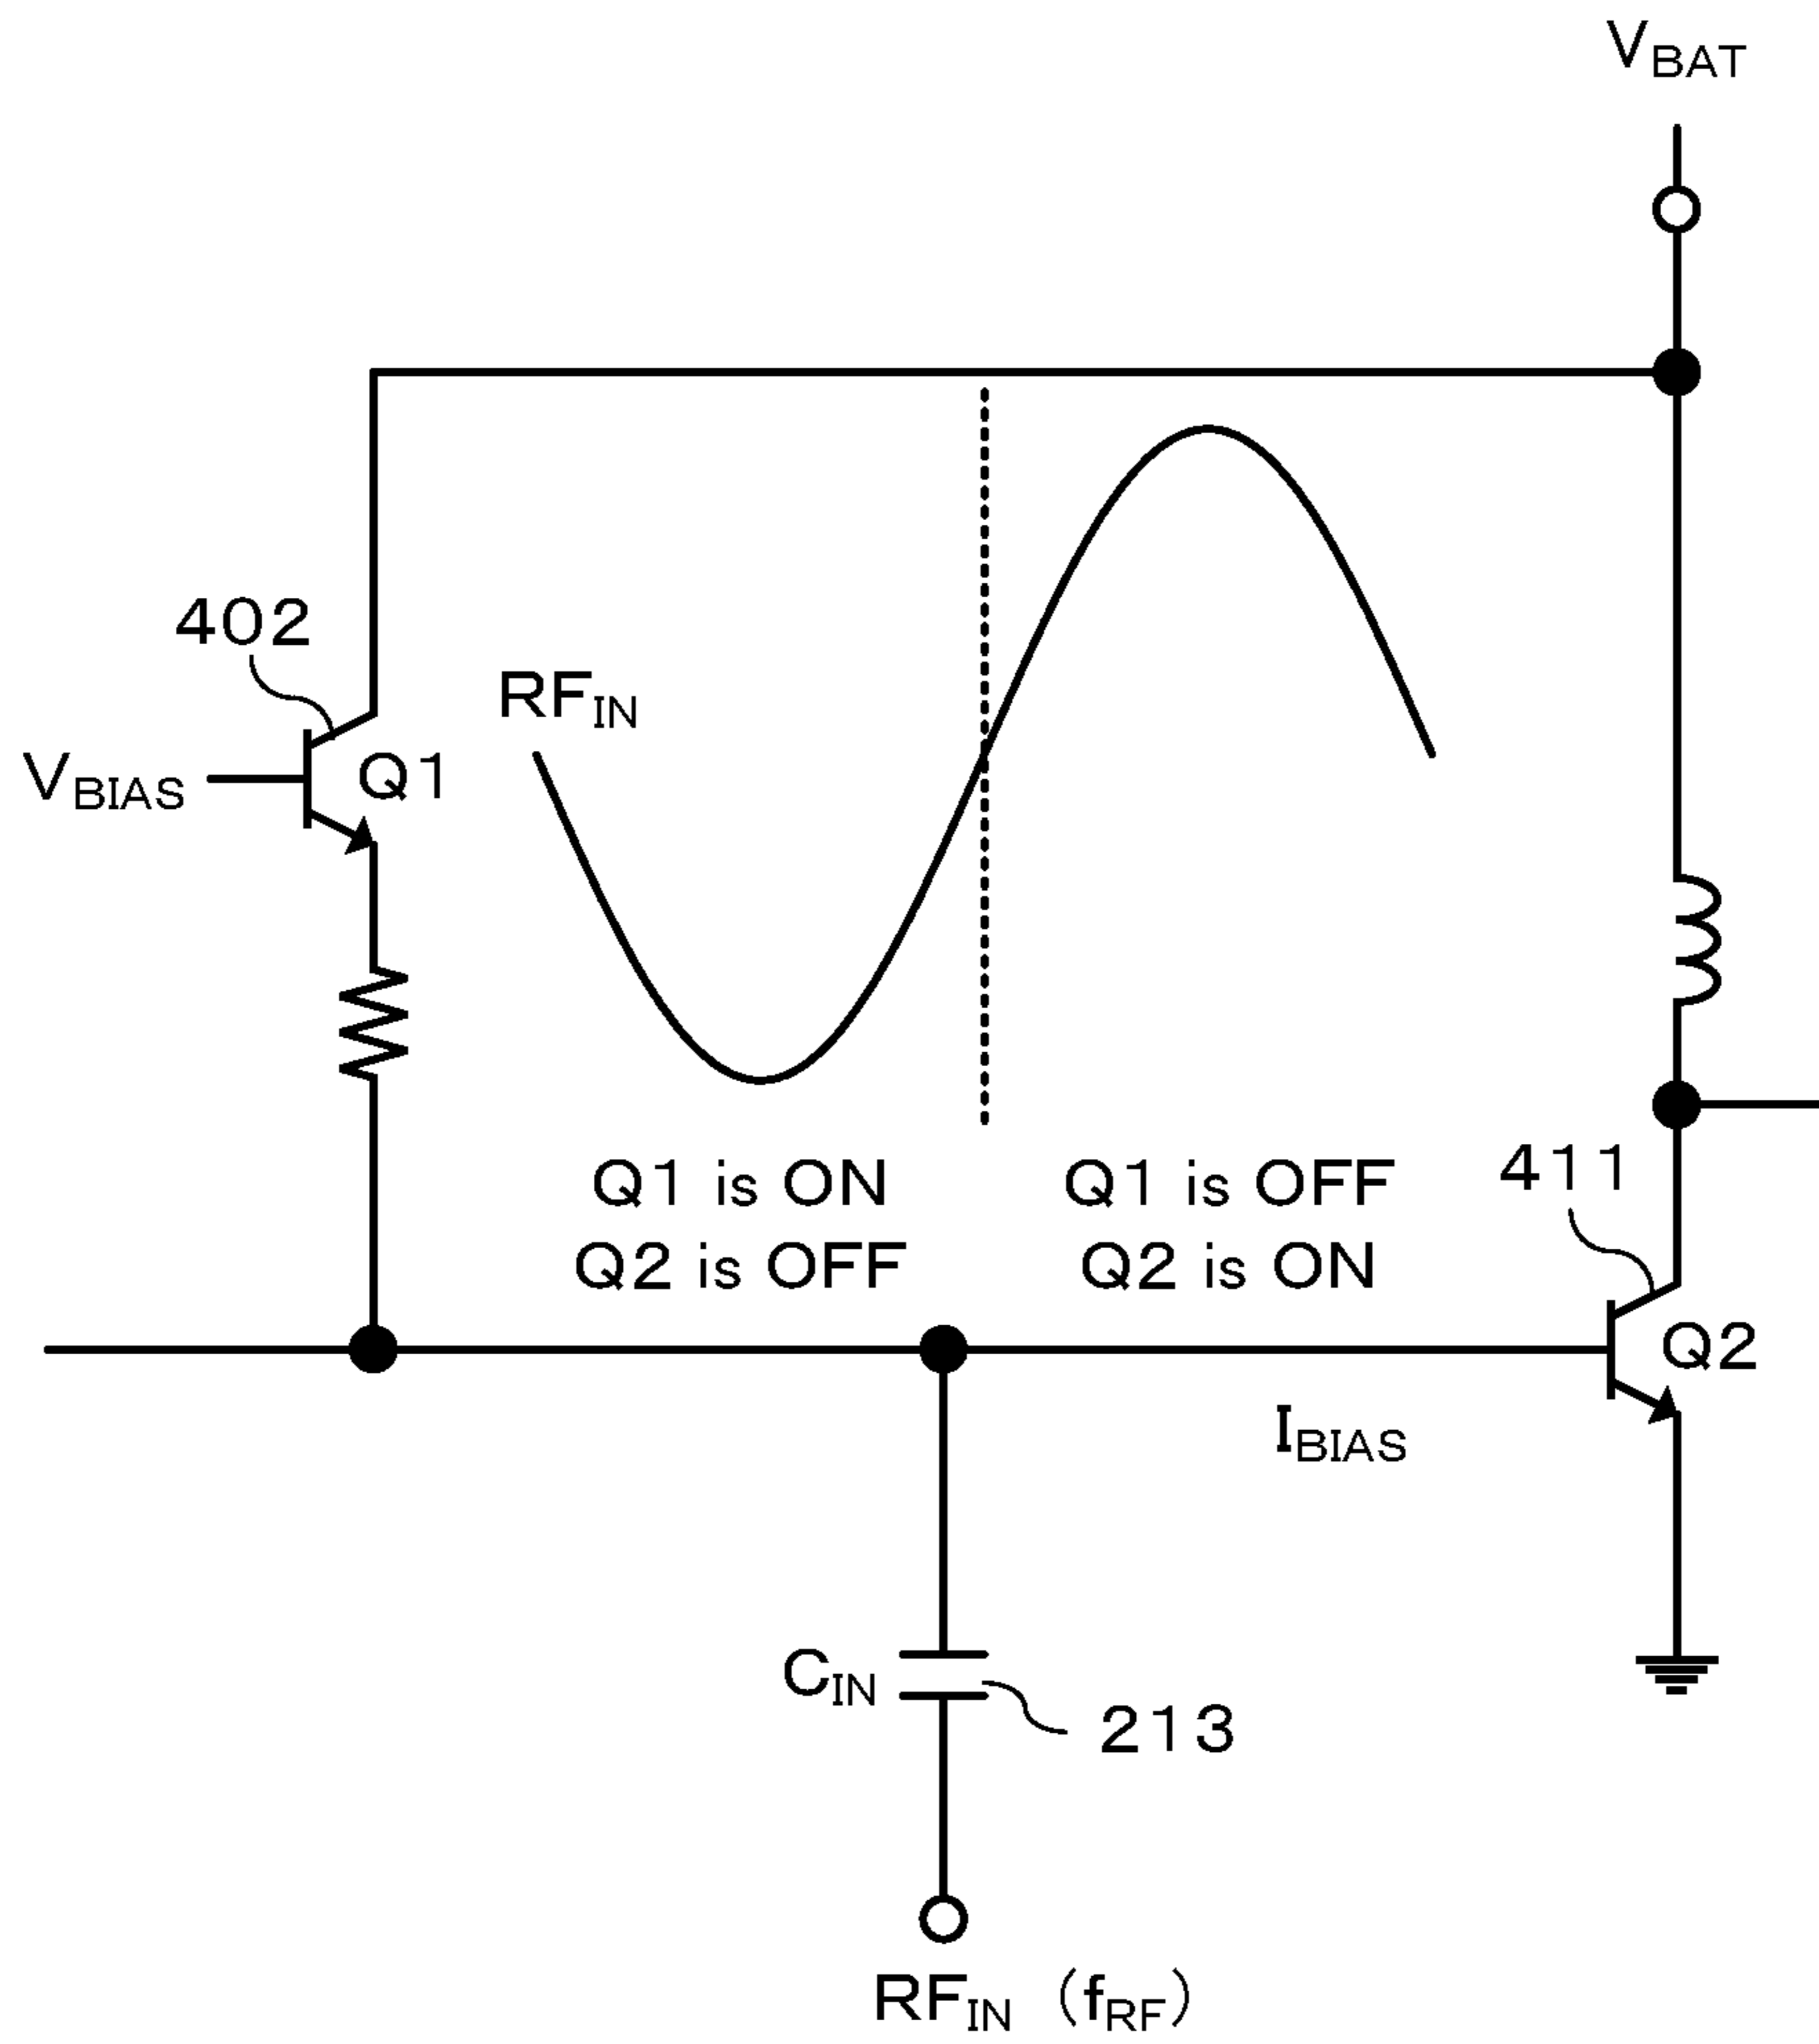 VBAT
402
RFIN
VBIAS
Q1
Q1 is ON
Q2 is OFF
Q1 is OFF
Q2 is ON
411
Q2
IBIAS
CIN
213
RFIN (fRF)